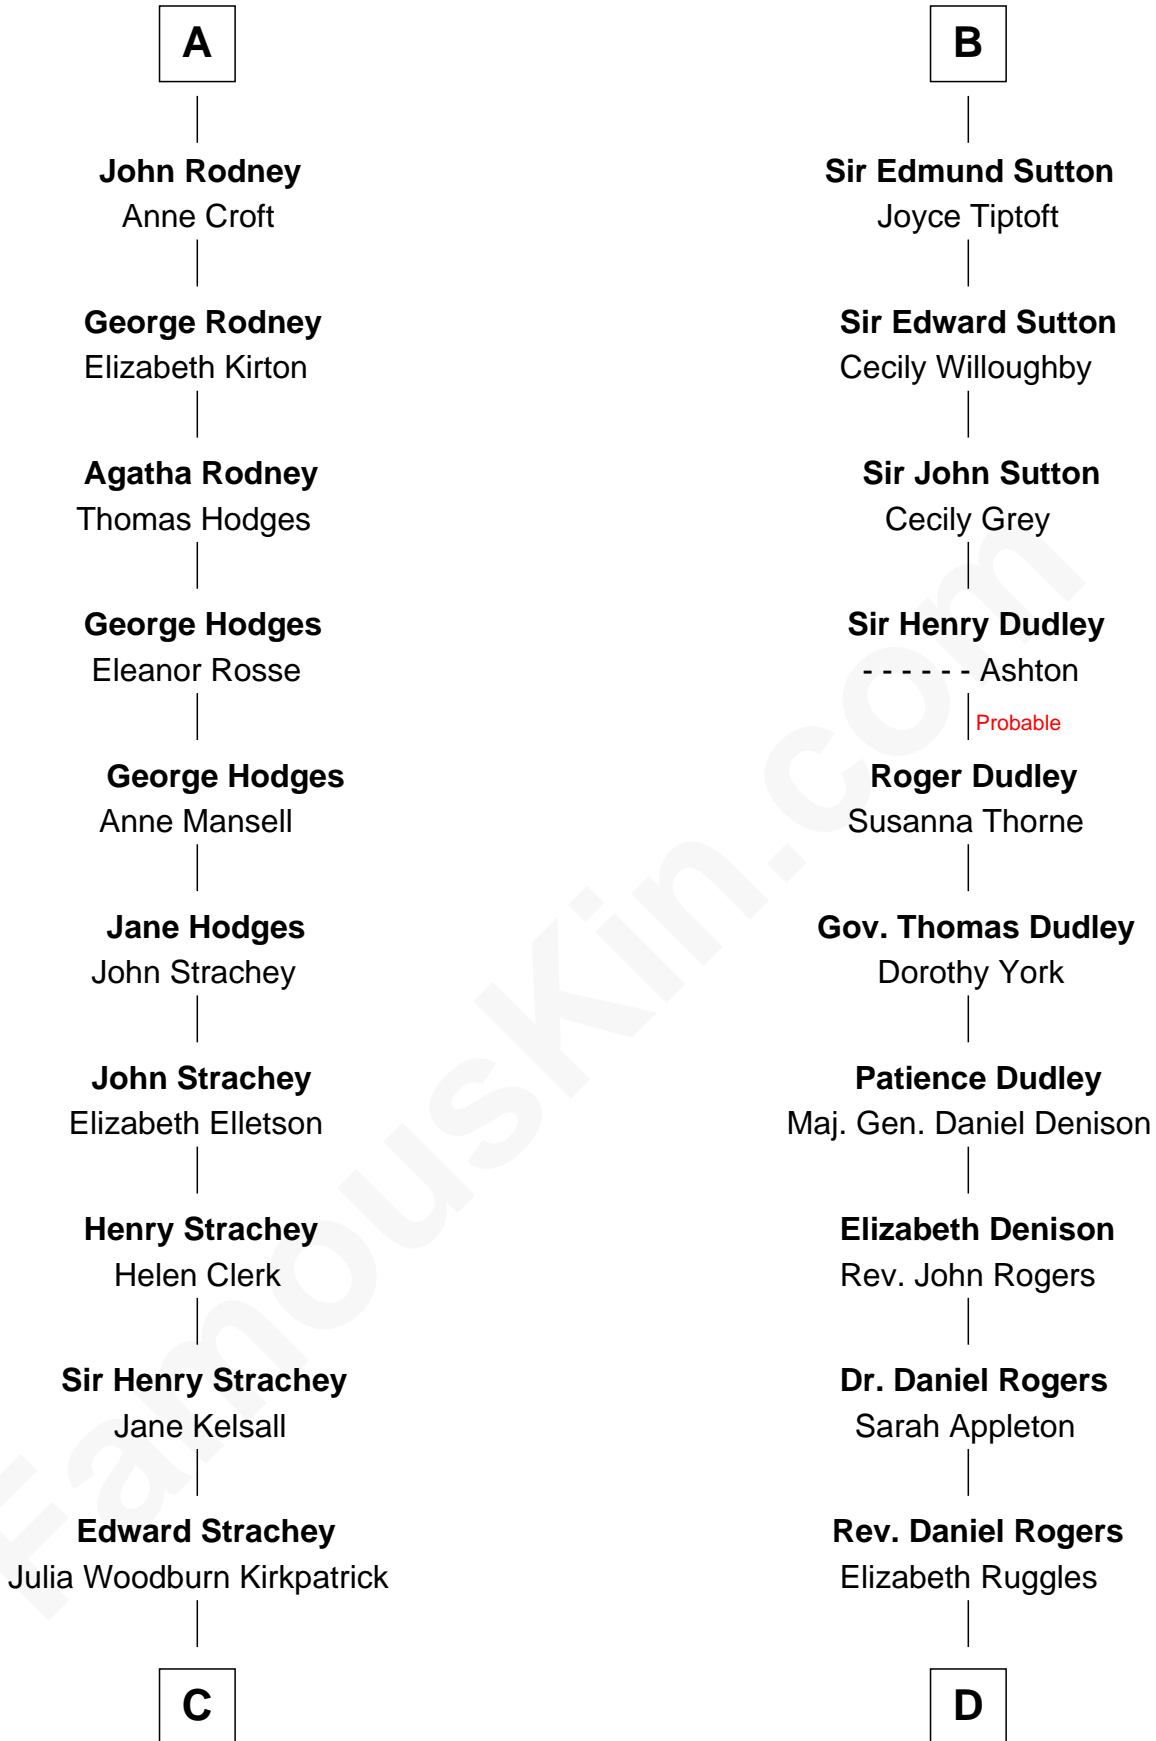 A
John Rodney
Anne Croft
George Rodney
Elizabeth Kirton
Agatha Rodney
Thomas Hodges
George Hodges
Eleanor Rosse
George Hodges
Anne Mansell
Jane Hodges
John Strachey
John Strachey
Elizabeth Elletson
Henry Strachey
Helen Clerk
Sir Henry Strachey
Jane Kelsall
Edward Strachey
Julia Woodburn Kirkpatrick
C
B
Sir Edmund Sutton
Joyce Tiptoft
Sir Edward Sutton
Cecily Willoughby
Sir John Sutton
Cecily Grey
Sir Henry Dudley
- - - - - - Ashton
Probable
Roger Dudley
Susanna Thorne
Gov. Thomas Dudley
Dorothy York
Patience Dudley
Maj. Gen. Daniel Denison
Elizabeth Denison
Rev. John Rogers
Dr. Daniel Rogers
Sarah Appleton
Rev. Daniel Rogers
Elizabeth Ruggles
D
FamousKin.com